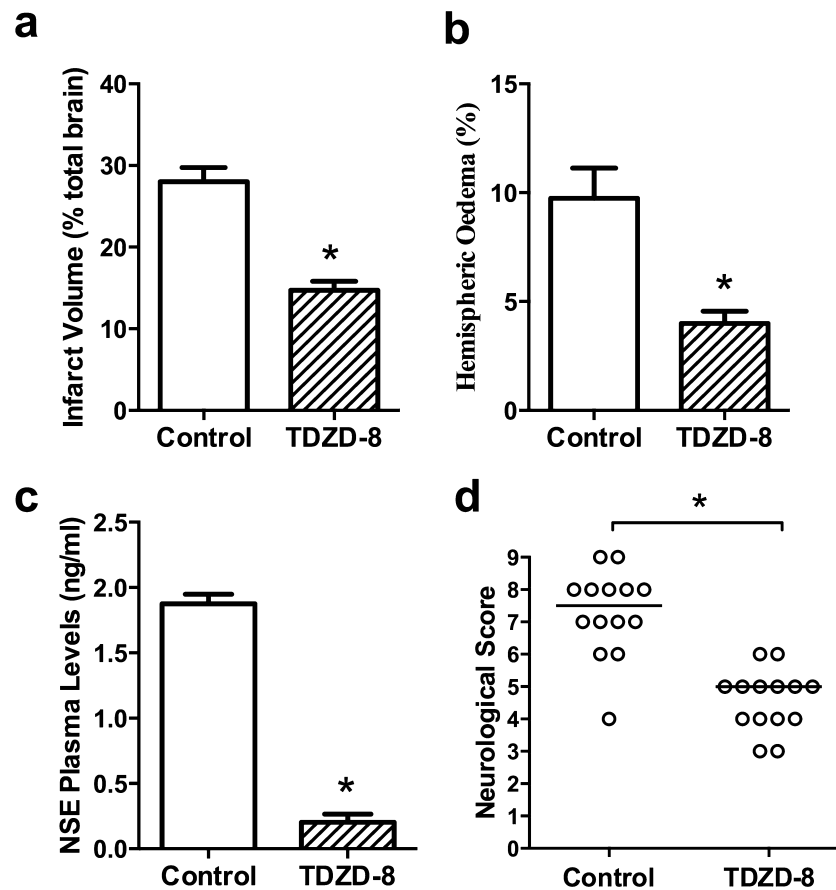 a
Infarct Volume (% total brain)
40
30
20
10
0
*
Control
TDZD-8
b
Hemispheric Oedema (%)
15
10
5
0
*
Control
TDZD-8
c
NSE Plasma Levels (ng/ml)
2.5
2.0
1.5
1.0
0.5
0.0
*
Control
TDZD-8
d
*
Neurological Score
9
8
7
6
5
4
3
2
1
0
Control
TDZD-8